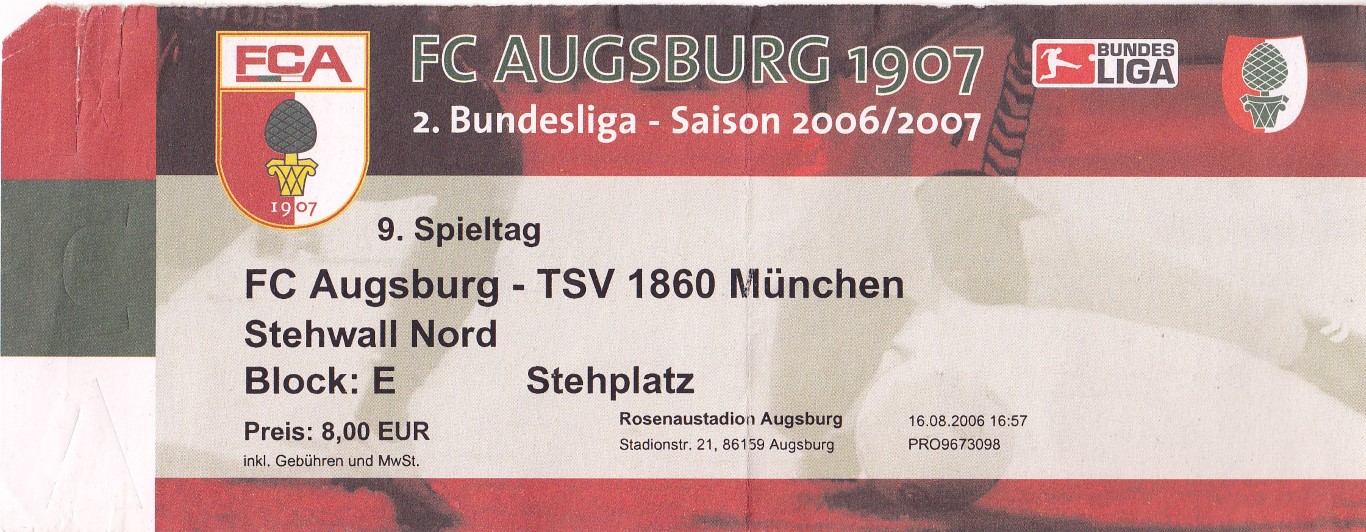 FCA
1907
FC AUGSBURG 1907
2. Bundesliga - Saison 2006/2007
BUNDES
LIGA
9. Spieltag
FC Augsburg - TSV 1860 München
Stehwall Nord
Block: E Stehplatz
Preis: 8,00 EUR
inkl. Gebühren und MwSt.
Rosenaustadion Augsburg
Stadionstr. 21, 86159 Augsburg
16.08.2006 16:57
PRO9673098